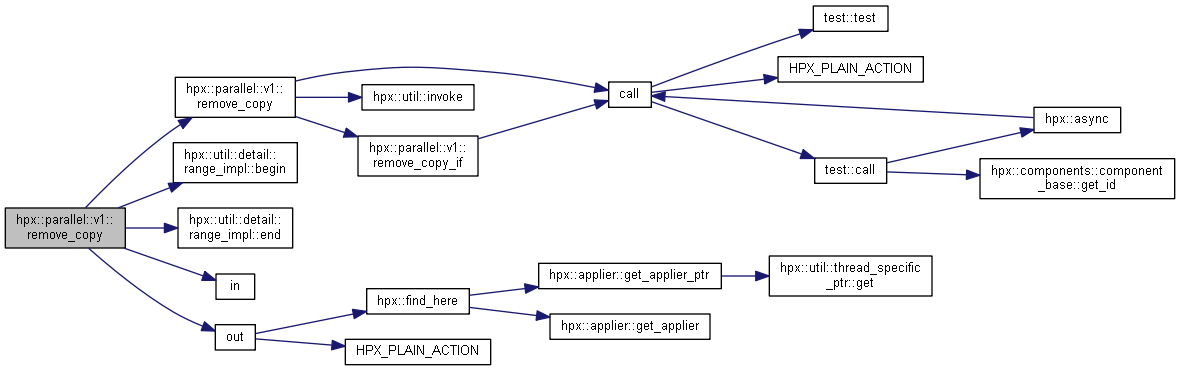 hpx::parallel::v1::
remove_copy
hpx::parallel::v1::
remove_copy
hpx::util::detail::
range_impl::begin
hpx::util::detail::
range_impl::end
in
out
hpx::util::invoke
hpx::parallel::v1::
remove_copy_if
hpx::find_here
HPX_PLAIN_ACTION
call
hpx::applier::get_applier_ptr
hpx::applier::get_applier
test::test
HPX_PLAIN_ACTION
test::call
hpx::util::thread_specific
_ptr::get
hpx::async
hpx::components::component
_base::get_id